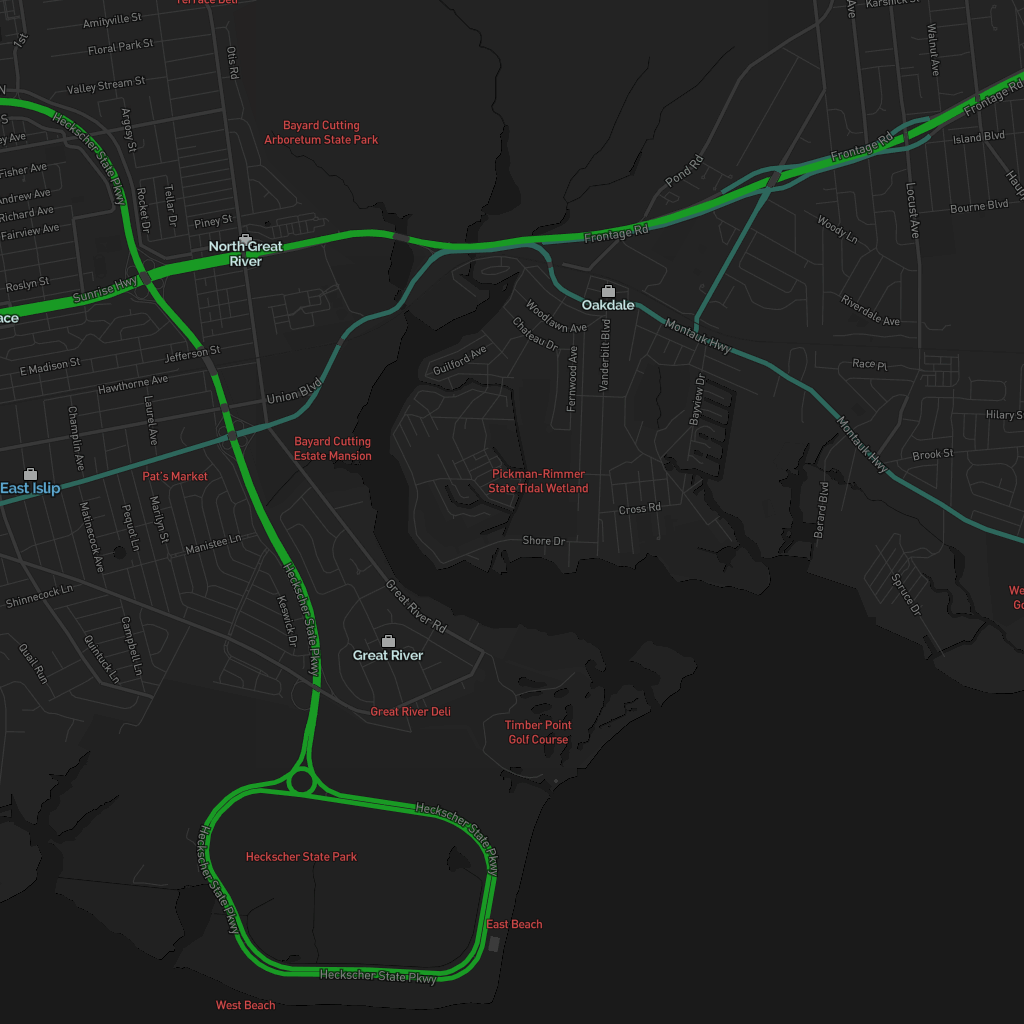 Terrace Deli
Karshick St
Ave
Amityville St
1st
Floral Park St
Otis Rd
Walnut Ave
Valley Stream St
N
S
Frontage Rd
Heckscher State Pkwy
Argosy St
Bayard Cutting
Arboretum State Park
Island Blvd
Frontage Rd
ey Ave
Fisher Ave
Pond Rd
Andrew Ave
Rocket Dr
Tellar Dr
Richard Ave
Locust Ave
Bourne Blvd
Piney St
Fairview Ave
Woody Ln
Frontage Rd
North Great
River
Roslyn St
Sunrise Hwy
ace
Oakdale
Woodlawn Ave
Riverdale Ave
Chateau Dr
Montauk Hwy
Vanderbilt Blvd
Jefferson St
E Madison St
Guilford Ave
Race Pl
Hawthorne Ave
Fernwood Ave
Union Blvd
Bayview Dr
Laurel Ave
Champlin Ave
Hilary S
Bayard Cutting
Estate Mansion
Montauk Hwy
Brook St
Pat's Market
Pickman-Rimmer
State Tidal Wetland
East Islip
Cross Rd
Berard Blvd
Malnecock Ave
Pequot Ln
Marilyn St
Manistee Ln
Shore Dr
Shinnecock Ln
Heckscher State Pkwy
Great River Rd
Spruce Dr
We
Go
Keswick Dr
Campbell Ln
Quintuck Ln
Quail Run
Great River
Great River Deli
Timber Point
Golf Course
Heckscher State Pkwy
Heckscher State Pkwy
Heckscher State Park
East Beach
Heckscher State Pkwy
West Beach